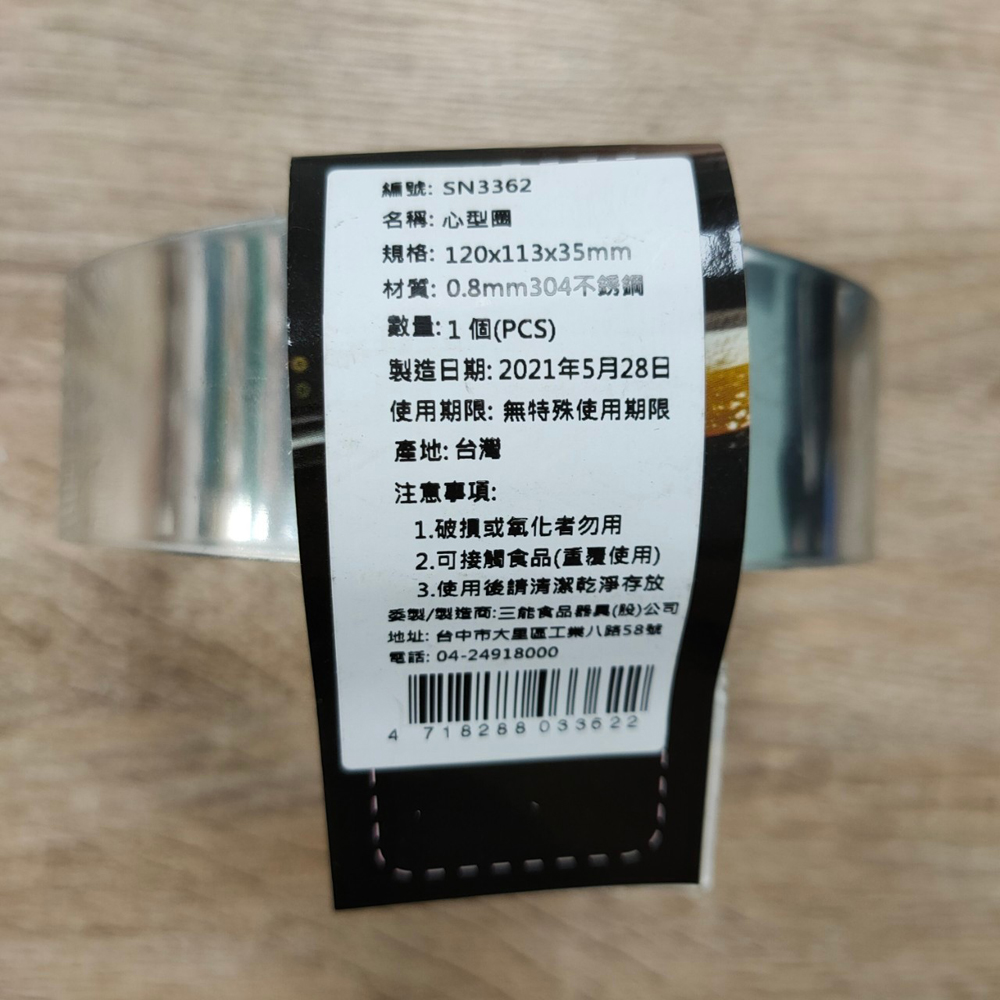 編號: SN3362
名稱: 心型圈
規格: 120x113x35mm
材質: 0.8mm304不銹鋼
數量: 1 個(PCS)
製造日期: 2021年5月28日
使用期限: 無特殊使用期限
產地: 台灣
注意事項:
1.破損或氧化者勿用
2.可接觸食品(重覆使用)
3.使用後請清潔乾淨存放
委製/製造商:三能食品器具(股)公司
地址: 台中市大里區工業八路58號
電話: 04-24918000
4 718288 033622